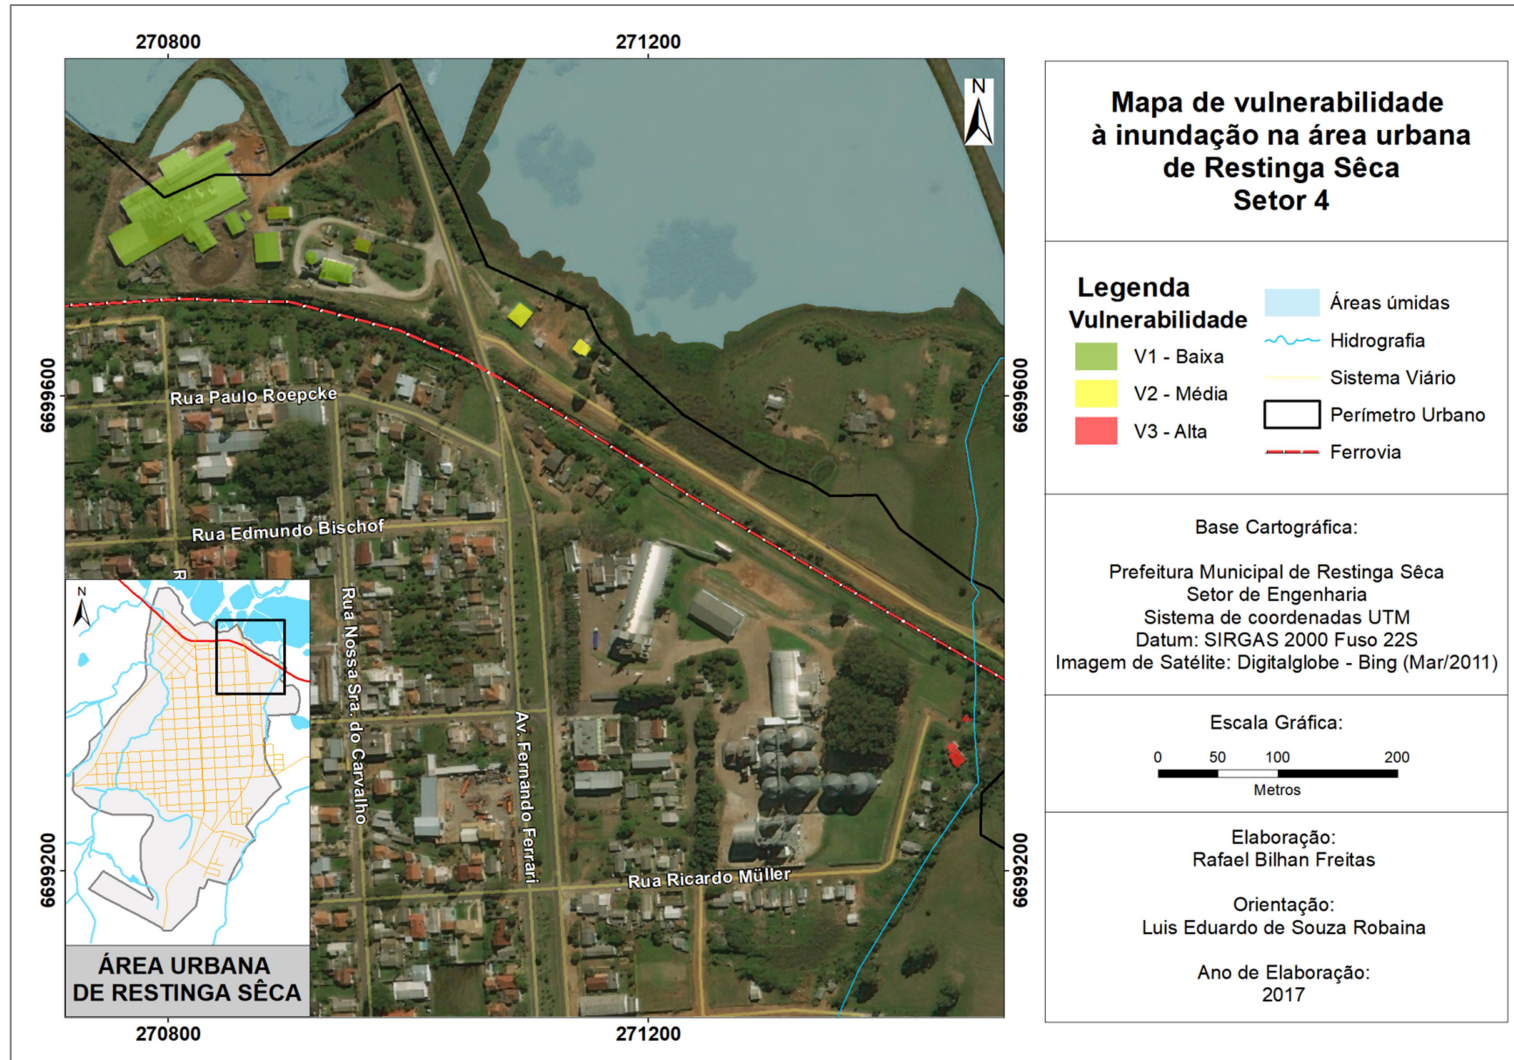 270800
271200
N
6699600
6699600
Rua Paulo Roepcke
Rua Edmundo Bischof
R
Rua Nossa Sra. do Carvalho
Av. Fernando Ferrari
Rua Ricardo Müller
6699200
6699200
N
ÁREA URBANA
DE RESTINGA SÊCA
270800
271200
Mapa de vulnerabilidade
à inundação na área urbana
de Restinga Sêca
Setor 4
Legenda
Vulnerabilidade
V1 - Baixa
V2 - Média
V3 - Alta
Áreas úmidas
Hidrografia
Sistema Viário
Perímetro Urbano
Ferrovia
Base Cartográfica:
Prefeitura Municipal de Restinga Sêca
Setor de Engenharia
Sistema de coordenadas UTM
Datum: SIRGAS 2000 Fuso 22S
Imagem de Satélite: Digitalglobe - Bing (Mar/2011)
Escala Gráfica:
0 50 100 200
Metros
Elaboração:
Rafael Bilhan Freitas
Orientação:
Luis Eduardo de Souza Robaina
Ano de Elaboração:
2017